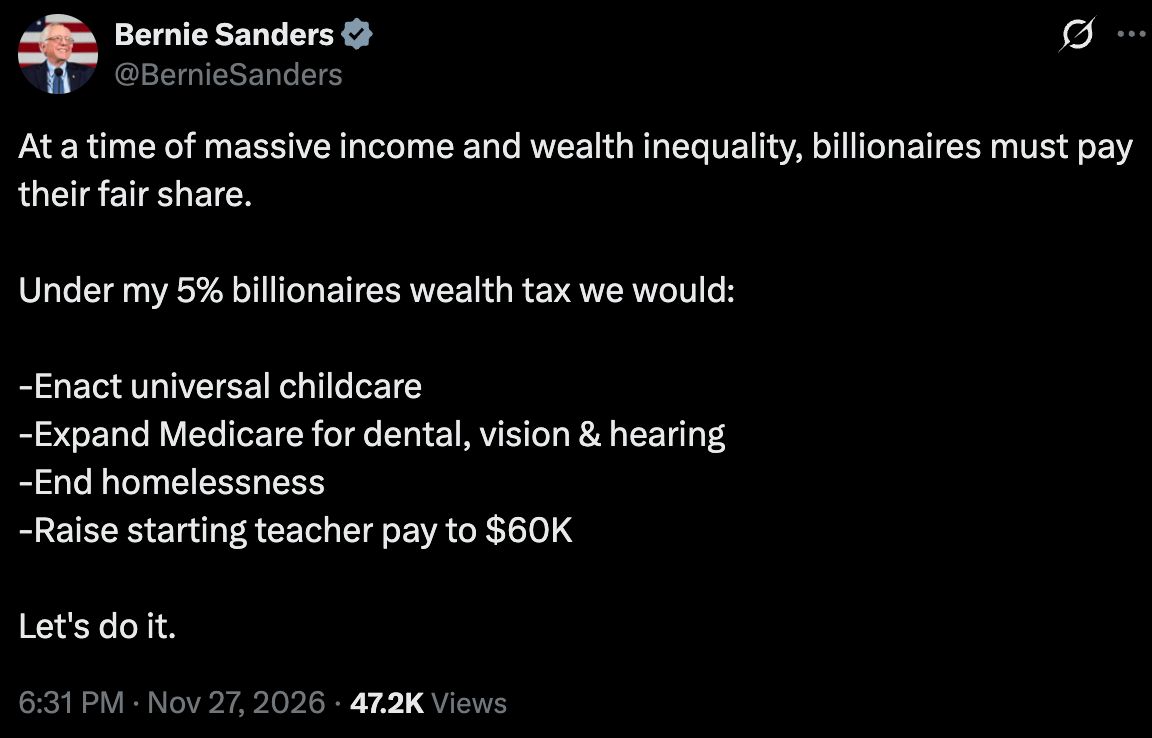 Bernie Sanders
@BernieSanders
At a time of massive income and wealth inequality, billionaires must pay
their fair share.
Under my 5% billionaires wealth tax we would:
-Enact universal childcare
-Expand Medicare for dental, vision & hearing
-End homelessness
-Raise starting teacher pay to $60K
Let's do it.
6:31 PM · Nov 27, 2026 · 47.2K Views